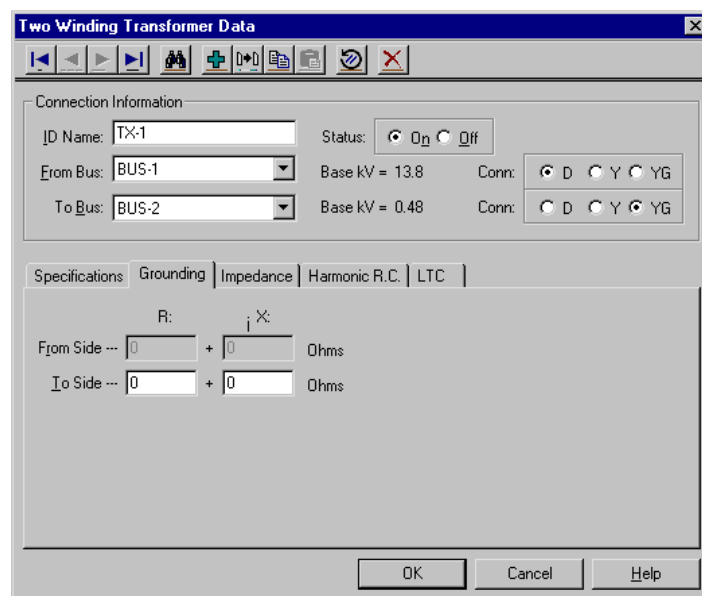 Two Winding Transformer Data
Connection Information
ID Name: TX-1 Status: On Off
From Bus: BUS-1 Base kV = 13.8 Conn: D Y YG
To Bus: BUS-2 Base kV = 0.48 Conn: D Y YG
Specifications Grounding Impedance Harmonic R.C. LTC
R: j X:
From Side --- 0 + 0 Ohms
To Side --- 0 + 0 Ohms
OK Cancel Help